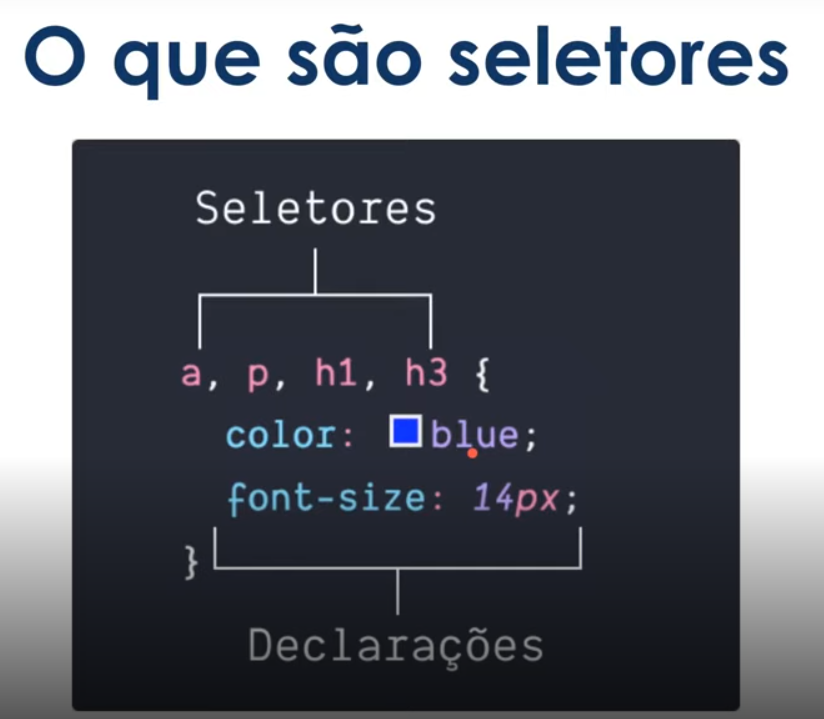 O que são seletores
Seletores
a, p, h1, h3 {
color: blue;
font-size: 14px;
}
Declarações